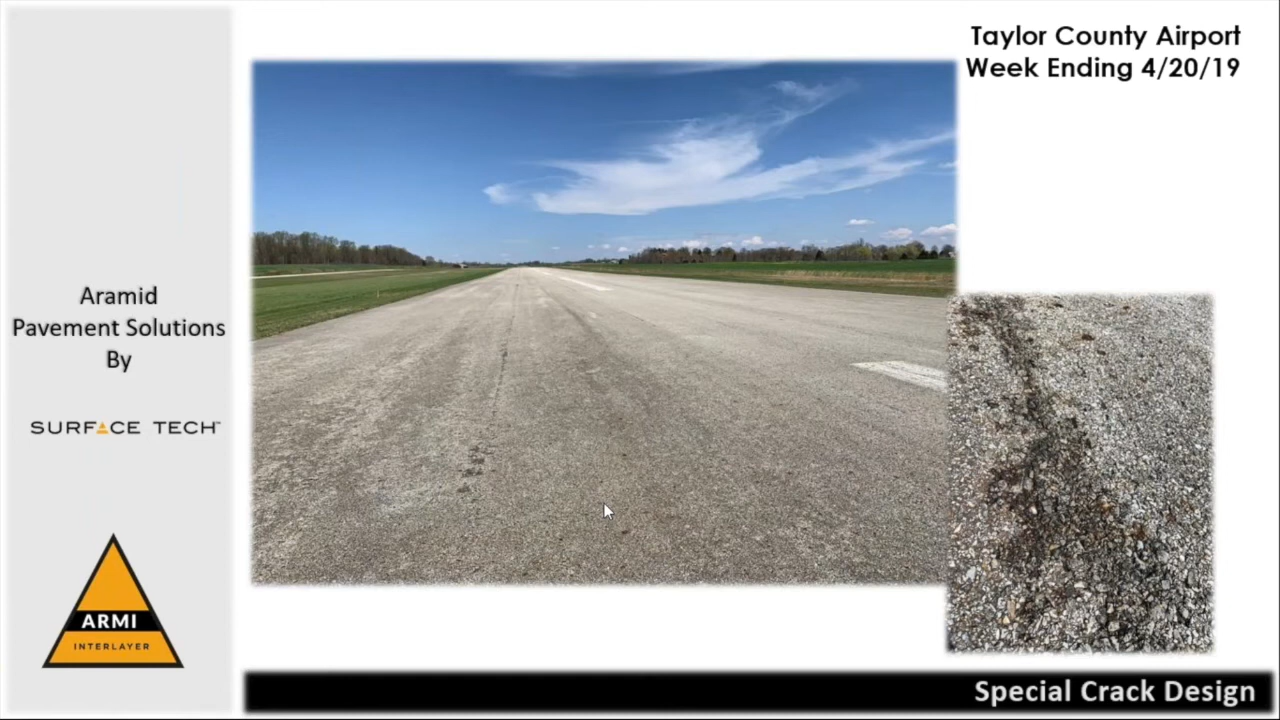 Taylor County Airport
Week Ending 4/20/19
Aramid
Pavement Solutions
By
SURFACE TECH
ARMI
INTERLAYER
Special Crack Design